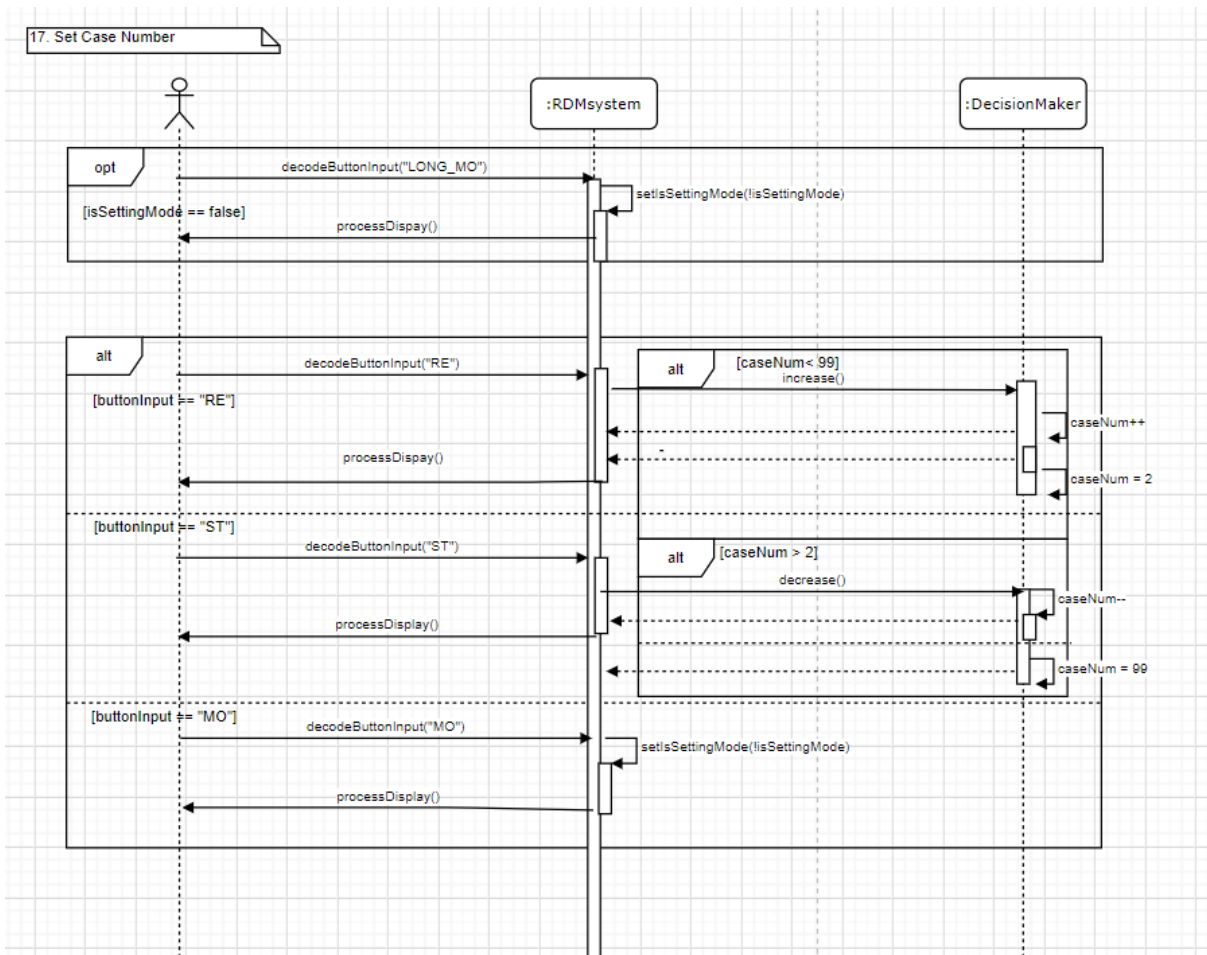 17. Set Case Number
:RDMsystem
:DecisionMaker
opt
decodeButtonInput("LONG_MO")
setIsSettingMode(!isSettingMode)
[isSettingMode == false]
processDispay()
alt
decodeButtonInput("RE")
alt
[caseNum< 99]
increase()
[buttonInput == "RE"]
caseNum++
-
processDispay()
caseNum = 2
[buttonInput == "ST"]
decodeButtonInput("ST")
alt
[caseNum > 2]
decrease()
caseNum--
processDisplay()
caseNum = 99
[buttonInput == "MO"]
decodeButtonInput("MO")
setIsSettingMode(!isSettingMode)
processDisplay()